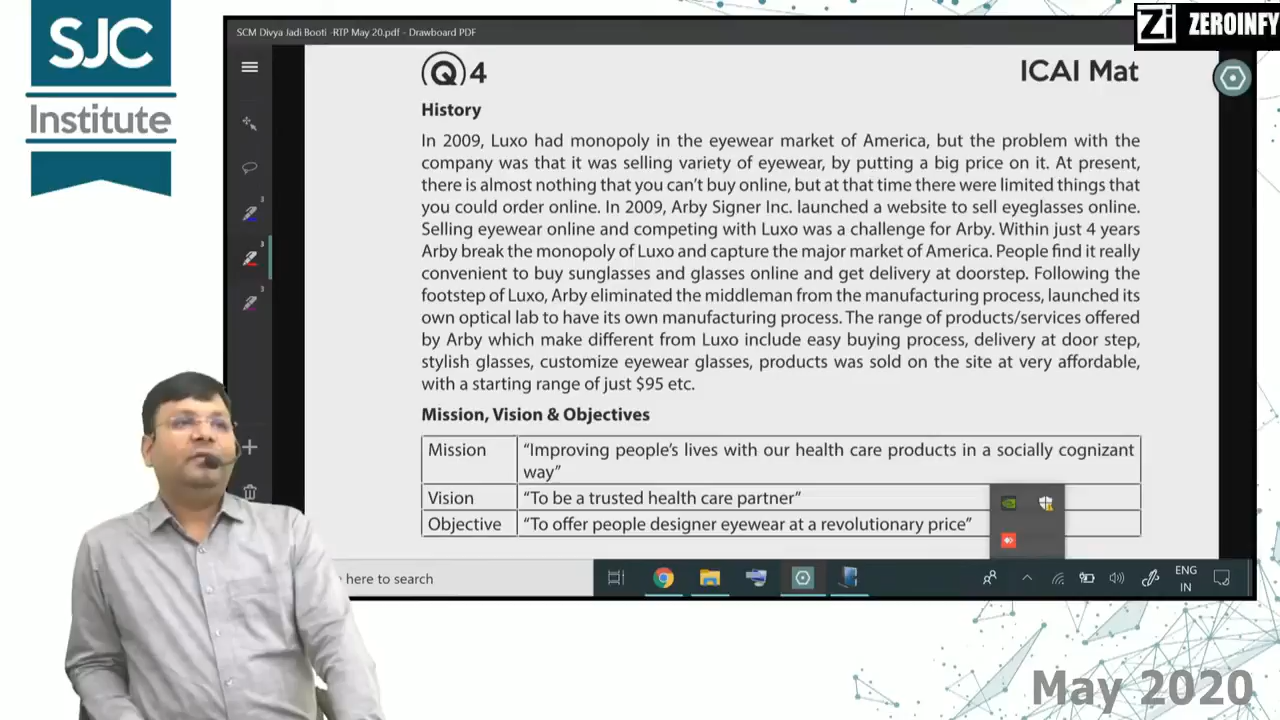 SJC
Institute
SCM Divya Jadi Booti -RTP May 20.pdf - Drawboard PDF
Zi ZEROINFY
Q 4
ICAI Mat
History
In 2009, Luxo had monopoly in the eyewear market of America, but the problem with the
company was that it was selling variety of eyewear, by putting a big price on it. At present,
there is almost nothing that you can't buy online, but at that time there were limited things that
you could order online. In 2009, Arby Signer Inc. launched a website to sell eyeglasses online.
Selling eyewear online and competing with Luxo was a challenge for Arby. Within just 4 years
Arby break the monopoly of Luxo and capture the major market of America. People find it really
convenient to buy sunglasses and glasses online and get delivery at doorstep. Following the
footstep of Luxo, Arby eliminated the middleman from the manufacturing process, launched its
own optical lab to have its own manufacturing process. The range of products/services offered
by Arby which make different from Luxo include easy buying process, delivery at door step,
stylish glasses, customize eyewear glasses, products was sold on the site at very affordable,
with a starting range of just $95 etc.
Mission, Vision & Objectives
Mission "Improving people's lives with our health care products in a socially cognizant
way"
Vision "To be a trusted health care partner"
Objective "To offer people designer eyewear at a revolutionary price"
3
3
3
here to search
ENG
IN
May 2020